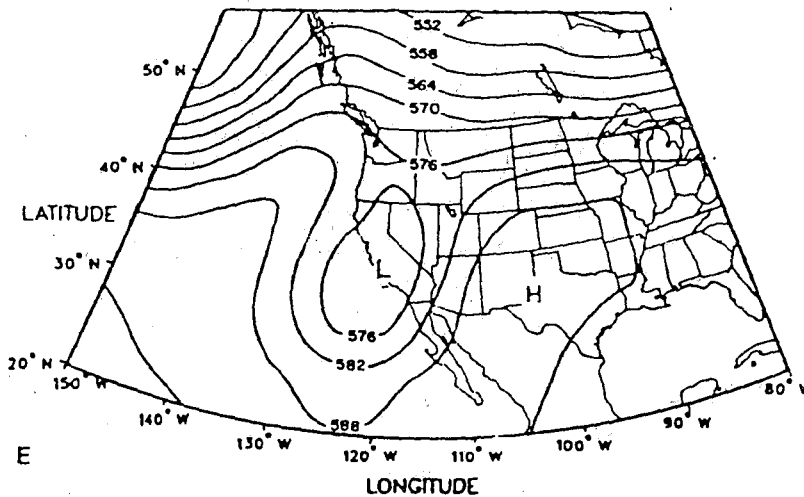 552
558
50° N
564
570
576
40° N
LATITUDE
30° N
L
H
576
20° N
582
150° W
80° W
140° W
588
90° W
130° W
100° W
120° W
110° W
E
LONGITUDE